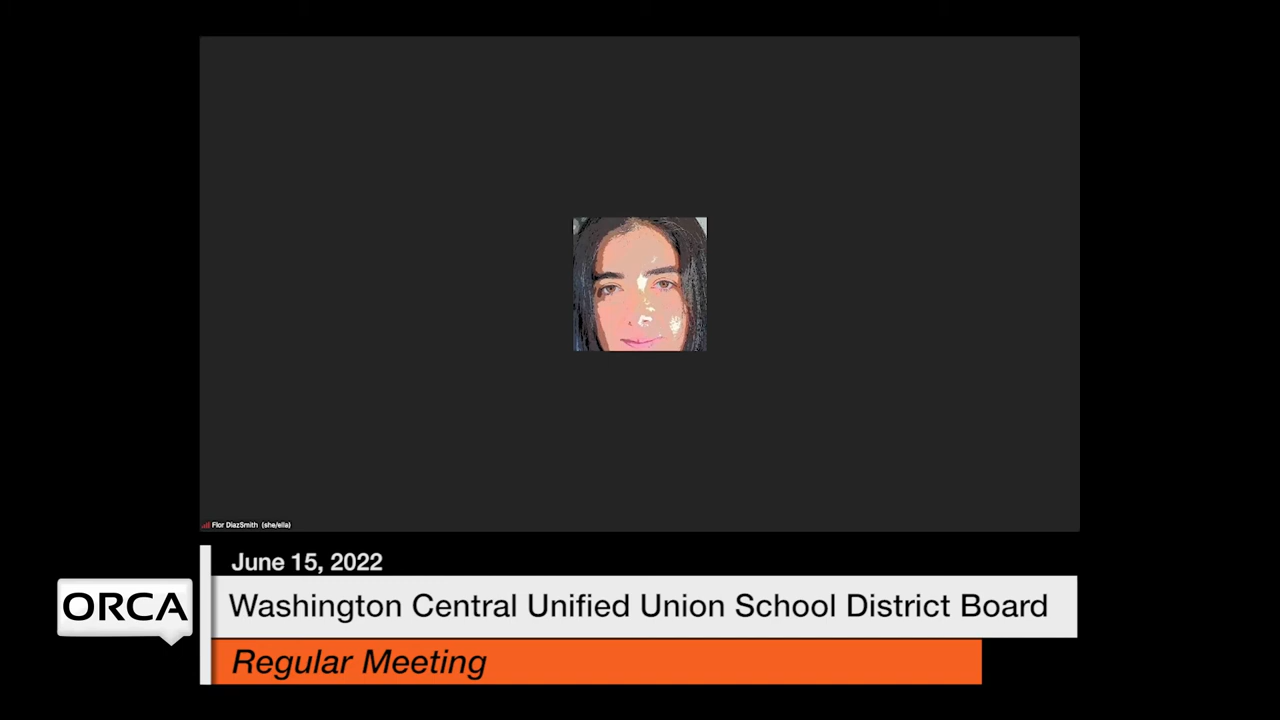 Flor DiazSmith (she/ella)
June 15, 2022
ORCA
Washington Central Unified Union School District Board
Regular Meeting